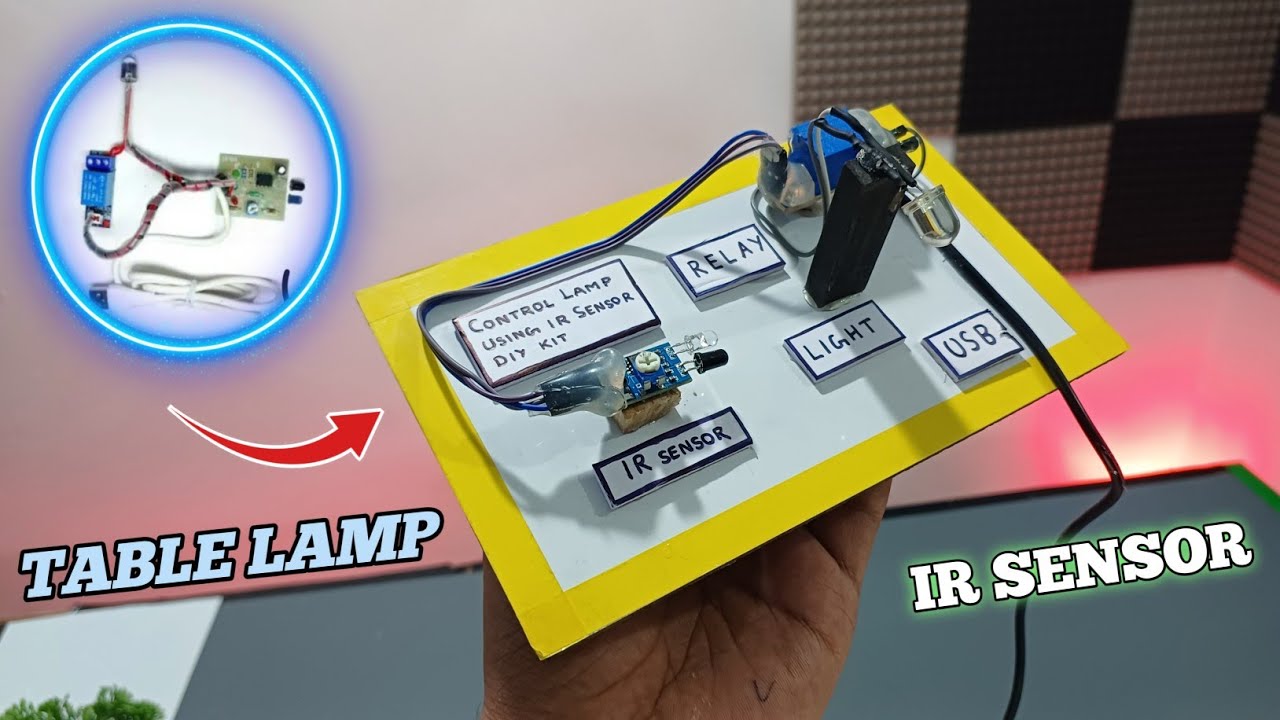 CONTROL LAMP
USING IR SENSOR
DIY KIT
RELAY
LIGHT
USB
IR SENSOR
TABLE LAMP
IR SENSOR